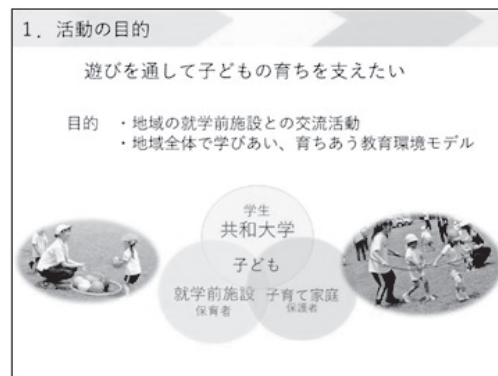 1．活動の目的
遊びを通して子どもの育ちを支えたい
目的　・地域の就学前施設との交流活動
・地域全体で学びあい、育ちあう教育環境モデル
学生
共和大学
子ども
就学前施設　子育て家庭
保育者　保護者